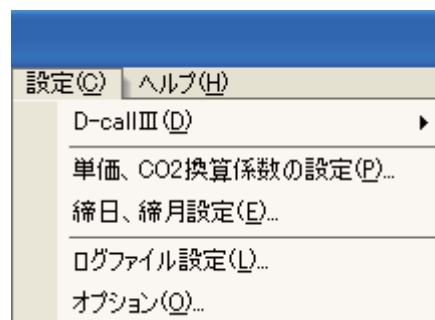 設定(C) ヘルプ(H)
D-callⅢ(D)
単価、CO2換算係数の設定(P)...
締日、締月設定(E)...
ログファイル設定(L)...
オプション(O)...